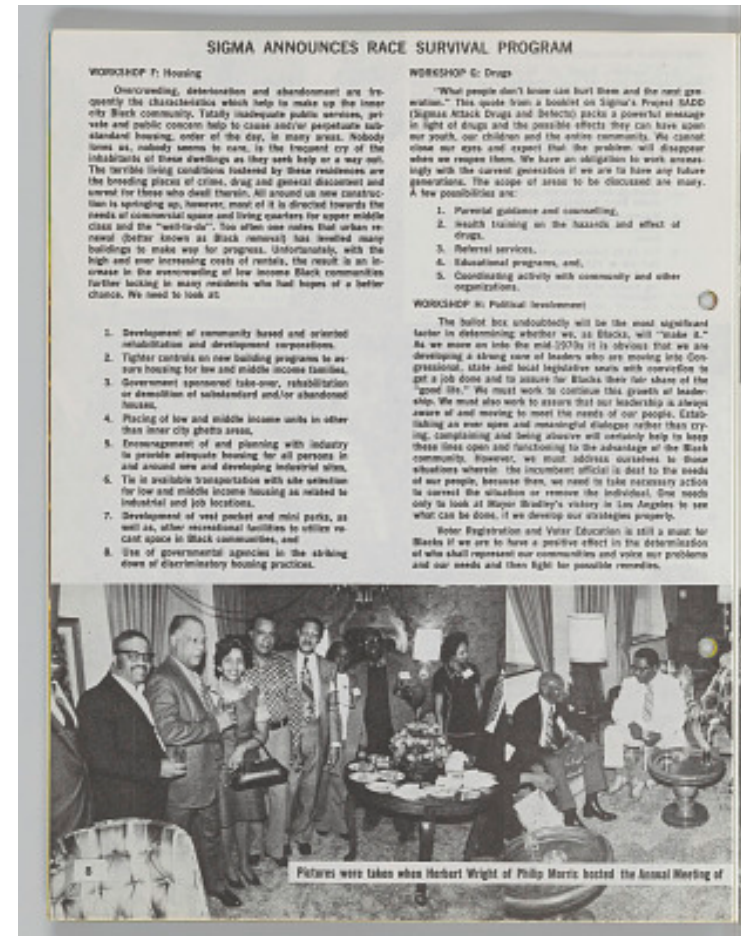 SIGMA ANNOUNCES RACE SURVIVAL PROGRAM
WORKSHOP F: Housing
Overcrowding, deterioration and abandonment are fre-
quently the characteristics which help to make up the inner
city Black community. Totally inadequate public services, pri-
vate and public concern help to cause and/or perpetuate sub-
standard housing, order of the day, in many areas. Nobody
loves us, nobody seems to care, is the frequent cry of the
inhabitants of these dwellings as they seek help or a way out.
The terrible living conditions fostered by these residences are
the breeding places of crime, drug and general discontent and
unrest for those who dwell therein. All around us new construc-
tion is springing up, however, most of it is directed towards the
needs of commercial space and living quarters for upper middle
class and the "well-to-do". Too often one notes that urban re-
newal (better known as Black removal) has levelled many
buildings to make way for progress. Unfortunately, with the
high and ever increasing costs of rentals, the result is an in-
crease in the overcrowding of low income Black communities
further locking in many residents who had hopes of a better
chance. We need to look at:
1. Development of community based and oriented
rehabilitation and development corporations.
2. Tighter controls on new building programs to as-
sure housing for low and middle income families,
3. Government sponsored take-over, rehabilitation
or demolition of substandard and/or abandoned
houses,
4. Placing of low and middle income units in other
than inner city ghetto areas,
5. Encouragement of and planning with industry
to provide adequate housing for all persons in
and around new and developing industrial sites,
6. Tie in available transportation with site selection
for low and middle income housing as related to
industrial and job locations,
7. Development of vest pocket and mini parks, as
well as, other recreational facilities to utilize va-
cant space in Black communities, and
8. Use of governmental agencies in the striking
down of discriminatory housing practices.
WORKSHOP G: Drugs
"What people don't know can hurt them and the next gen-
eration." This quote from a booklet on Sigma's Project SADD
(Sigmas Attack Drugs and Defects) packs a powerful message
in light of drugs and the possible effects they can have upon
our youth, our children and the entire community. We cannot
close our eyes and expect that the problem will disappear
when we reopen them. We have an obligation to work unceas-
ingly with the current generation if we are to have any future
generations. The scope of areas to be discussed are many.
A few possibilities are:
1. Parental guidance and counselling,
2. Health training on the hazards and effect of
drugs,
3. Referral services,
4. Educational programs, and,
5. Coordinating activity with community and other
organizations.
WORKSHOP H: Political Involvement
The ballot box undoubtedly will be the most significant
factor in determining whether we, as Blacks, will "make it."
As we move on into the mid-1970s it is obvious that we are
developing a strong core of leaders who are moving into Con-
gressional, state and local legislative seats with conviction to
get a job done and to assure for Blacks their fair share of the
"good life." We must work to continue this growth of leader-
ship. We must also work to assure that our leadership is always
aware of and moving to meet the needs of our people. Estab-
lishing an ever open and meaningful dialogue rather than cry-
ing, complaining and being abusive will certainly help to keep
these lines open and functioning to the advantage of the Black
community. However, we must address ourselves to those
situations wherein the incumbent official is deaf to the needs
of our people, because then, we need to take necessary action
to correct the situation or remove the individual. One needs
only to look at Mayor Bradley's victory in Los Angeles to see
what can be done, if we develop our strategies properly.
Voter Registration and Voter Education is still a must for
Blacks if we are to have a positive effect in the determination
of who shall represent our communities and voice our problems
and our needs and then fight for possible remedies.
8
Pictures were taken when Herbert Wright of Philip Morris hosted the Annual Meeting of